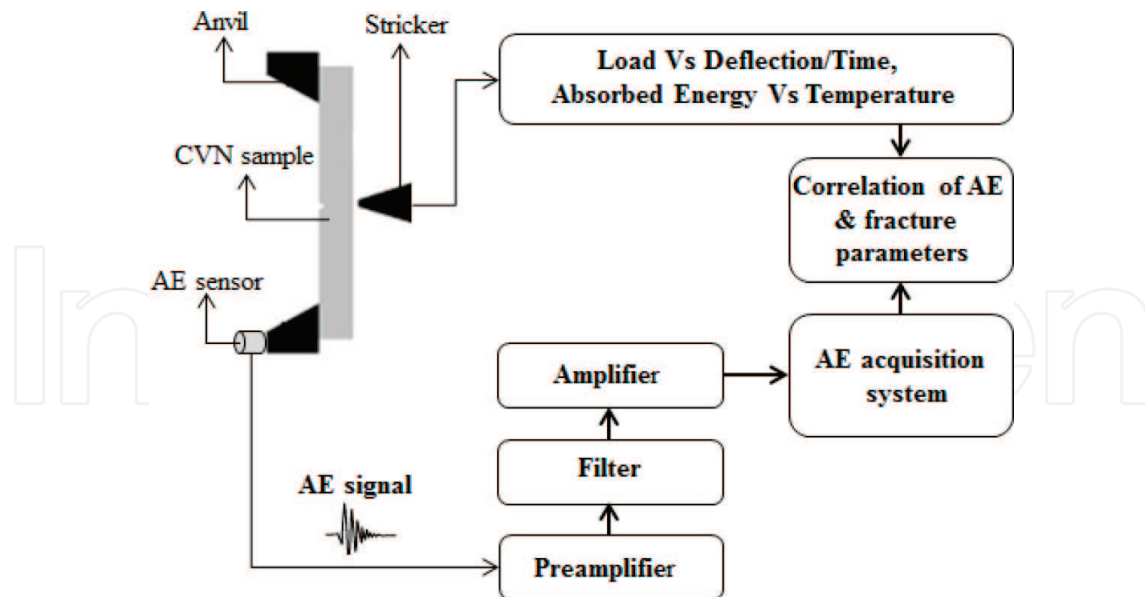 Anvil
Stricker
Load Vs Deflection/Time,
Absorbed Energy Vs Temperature
CVN sample
Correlation of AE
& fracture
parameters
AE sensor
AE acquisition
system
Amplifier
Filter
AE signal
Preamplifier